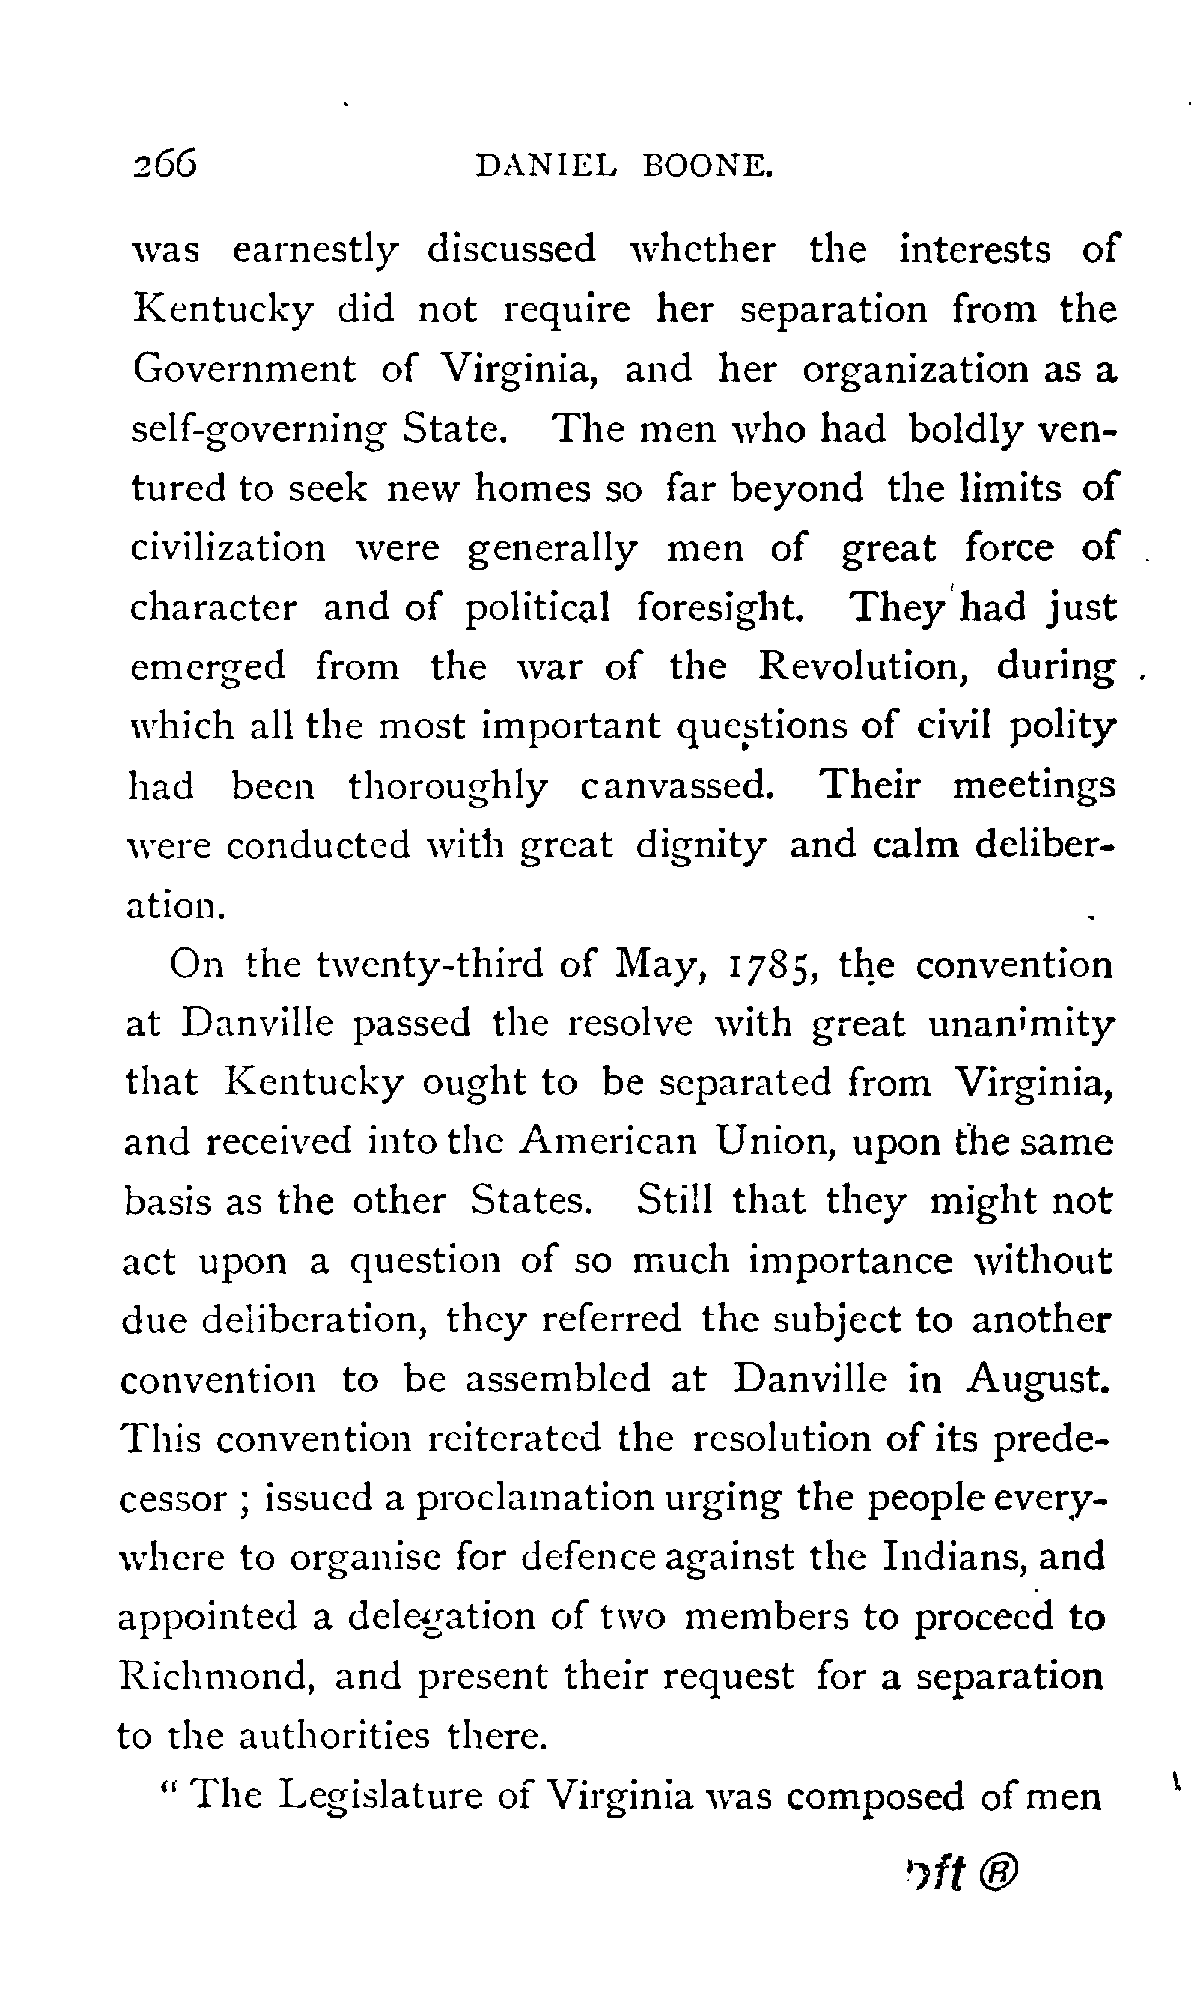 266 DANIEL BOONE.
was earnestly discussed whether the interests of
Kentucky did not require her separation from the
Government of Virginia, and her organization as a
self-governing State. The men who had boldly ven-
tured to seek new homes so far beyond the limits of
civilization were generally men of great force of
character and of political foresight. They had just
emerged from the war of the Revolution, during
which all the most important questions of civil polity
had been thoroughly canvassed. Their meetings
were conducted with great dignity and calm deliber-
ation.
On the twenty-third of May, 1785, the convention
at Danville passed the resolve with great unanimity
that Kentucky ought to be separated from Virginia,
and received into the American Union, upon the same
basis as the other States. Still that they might not
act upon a question of so much importance without
due deliberation, they referred the subject to another
convention to be assembled at Danville in August.
This convention reiterated the resolution of its prede-
cessor ; issued a proclamation urging the people every-
where to organise for defence against the Indians, and
appointed a delegation of two members to proceed to
Richmond, and present their request for a separation
to the authorities there.
“ The Legislature of Virginia was composed of men
®